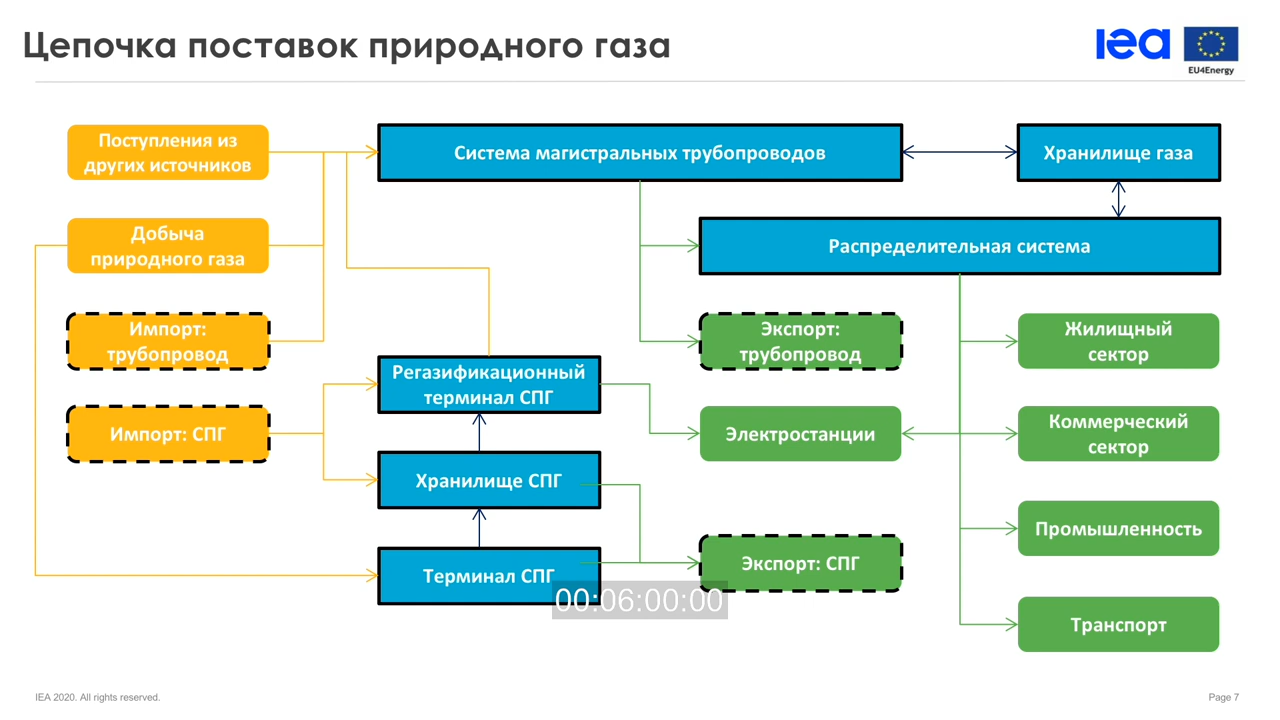 Цепочка поставок природного газа
iea
EU4Energy
Поступления из
других источников
Система магистральных трубопроводов
Хранилище газа
Добыча
природного газа
Распределительная система
Импорт:
трубопровод
Экспорт:
трубопровод
Жилищный
сектор
Регазификационный
терминал СПГ
Импорт: СПГ
Электростанции
Коммерческий
сектор
Хранилище СПГ
Промышленность
Терминал СПГ
Экспорт: СПГ
00:06:00:00
Транспорт
IEA 2020. All rights reserved.
Page 7